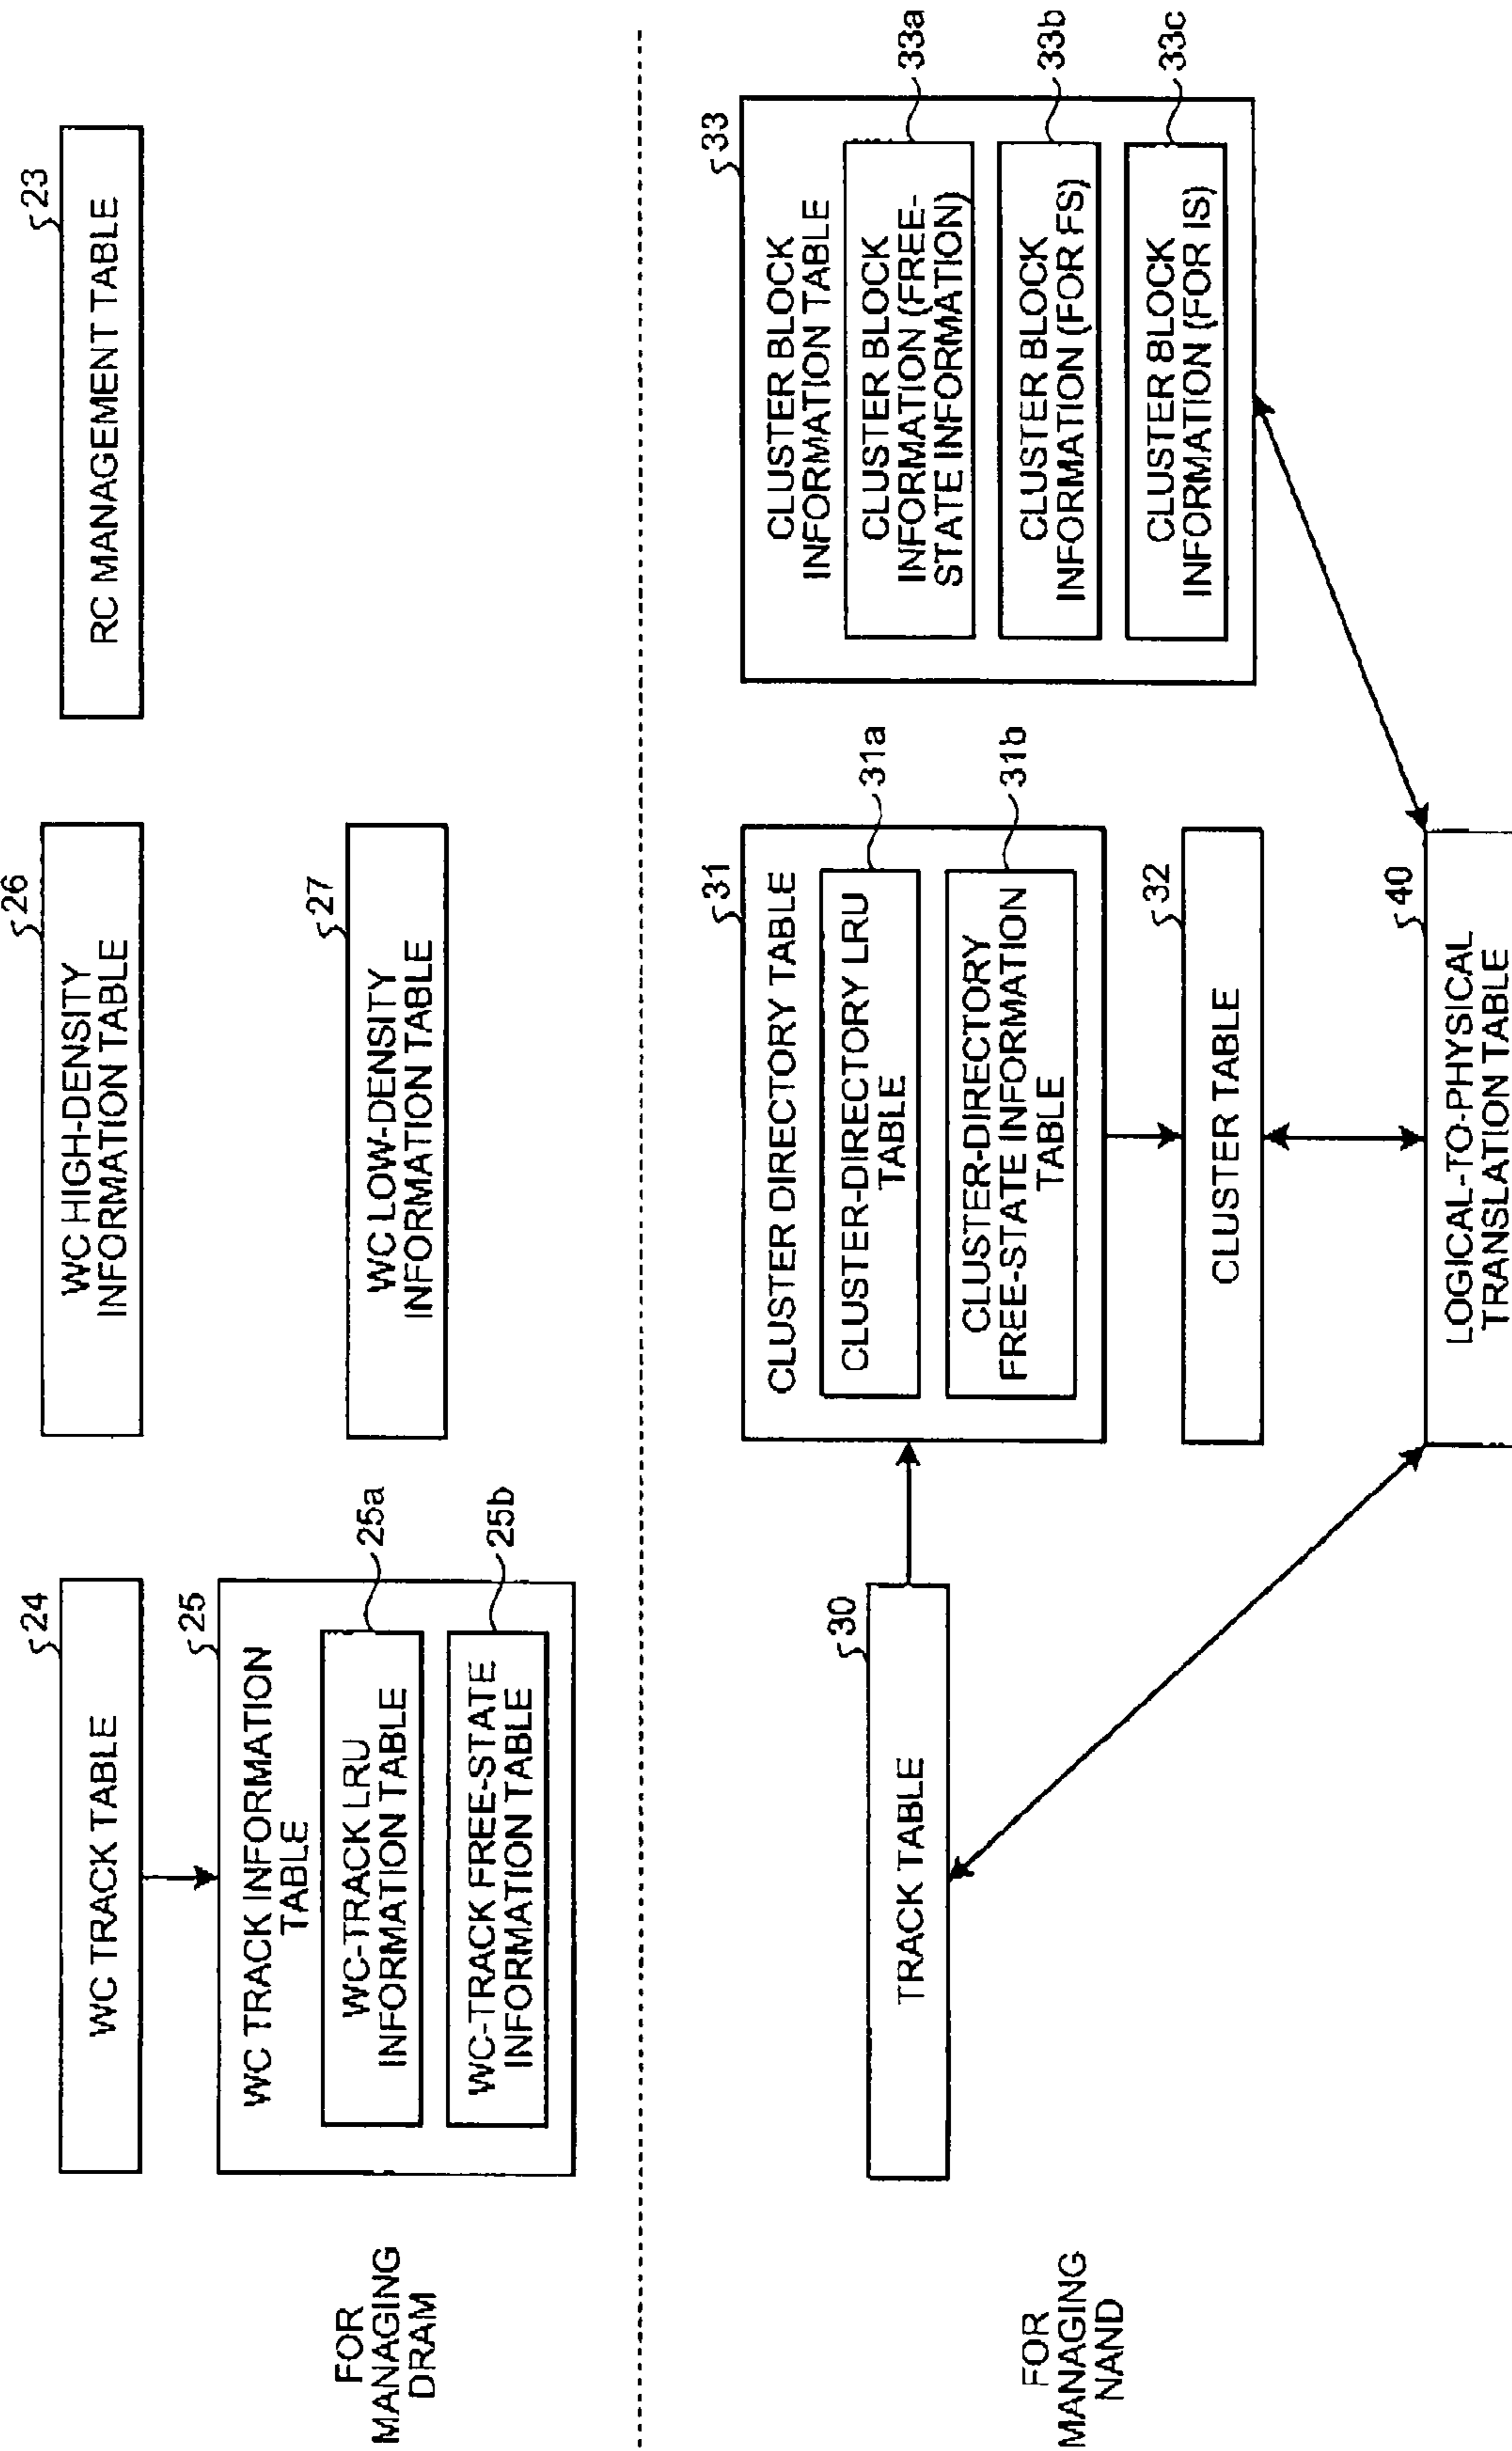 FOR
MANAGING
DRAM
24
WC TRACK TABLE
25
WC TRACK INFORMATION
TABLE
25a
WC-TRACK LRU
INFORMATION TABLE
25b
WC-TRACK FREE-STATE
INFORMATION TABLE
26
WC HIGH-DENSITY
INFORMATION TABLE
27
WC LOW-DENSITY
INFORMATION TABLE
23
RC MANAGEMENT TABLE
FOR
MANAGING
NAND
30
TRACK TABLE
31
CLUSTER DIRECTORY TABLE
31a
CLUSTER-DIRECTORY LRU
TABLE
31b
CLUSTER-DIRECTORY
FREE-STATE INFORMATION
TABLE
32
CLUSTER TABLE
33
CLUSTER BLOCK
INFORMATION TABLE
33a
CLUSTER BLOCK
INFORMATION (FREE-
STATE INFORMATION)
33b
CLUSTER BLOCK
INFORMATION (FOR FS)
33c
CLUSTER BLOCK
INFORMATION (FOR IS)
40
LOGICAL-TO-PHYSICAL
TRANSLATION TABLE